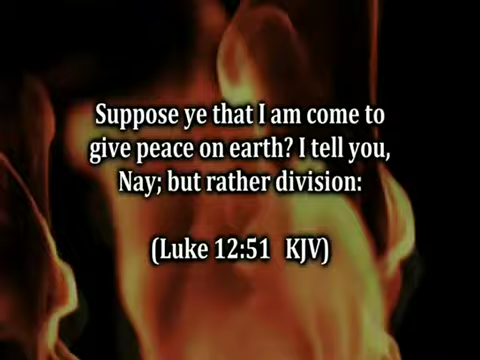 Suppose ye that I am come to
give peace on earth? I tell you,
Nay; but rather division:
(Luke 12:51 KJV)